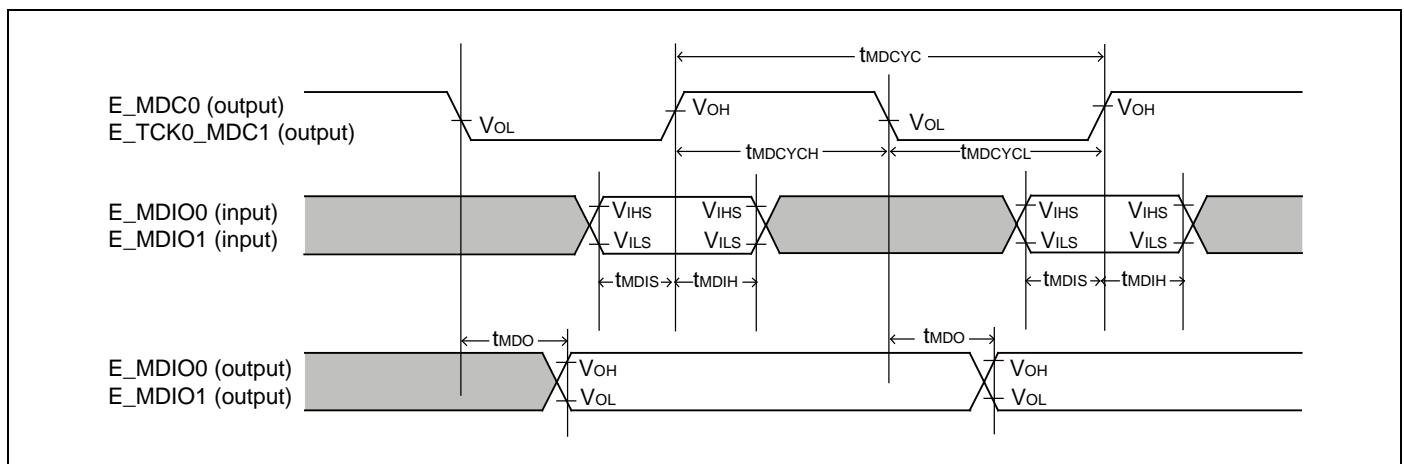 tMDCYC
E_MDC0 (output)
E_TCK0_MDC1 (output)
VOL
VOH
VOL
VOH
tMDCYCH
tMDCYCL
E_MDIO0 (input)
E_MDIO1 (input)
VIHS
VIHS
VIHS
VIHS
VILS
VILS
VILS
VILS
tMDIS
tMDIH
tMDIS
tMDIH
tMDO
tMDO
E_MDIO0 (output)
E_MDIO1 (output)
VOH
VOH
VOL
VOL